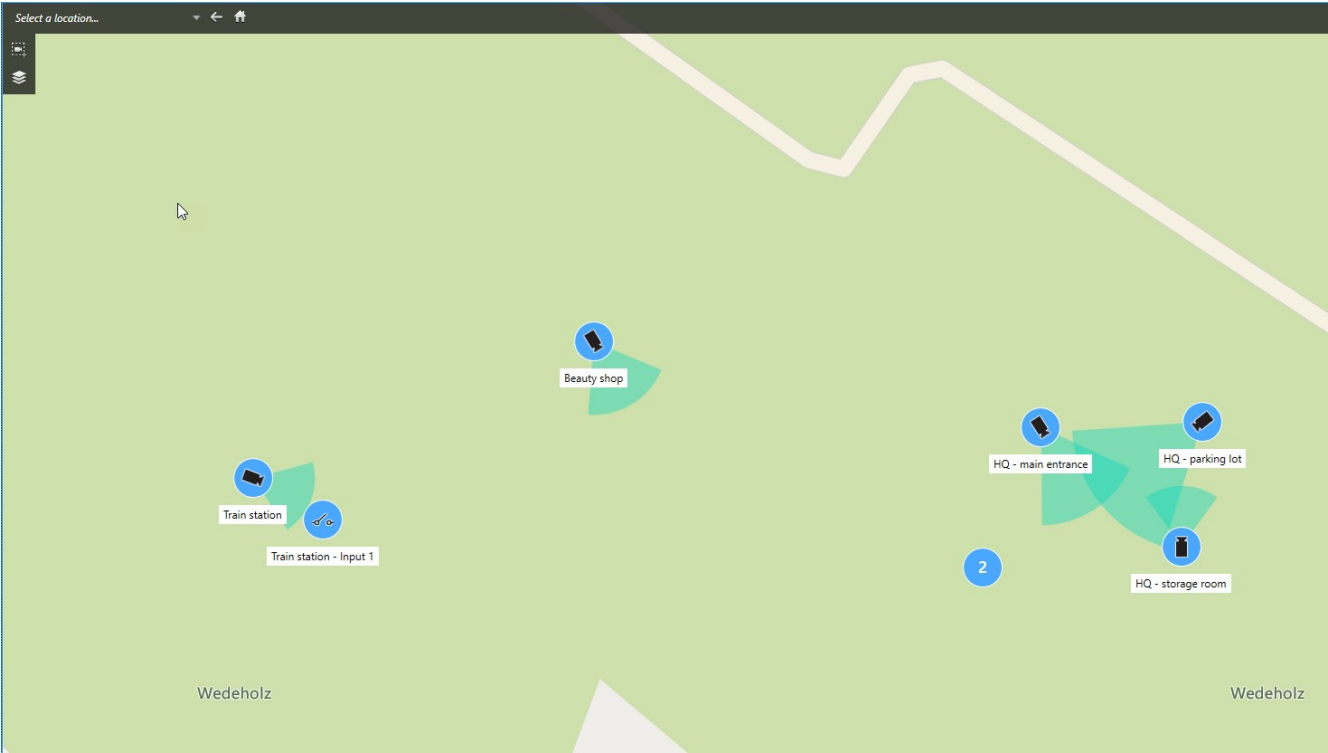 Select a location...
Beauty shop
HQ - main entrance
HQ - parking lot
Train station
Train station - Input 1
2
HQ - storage room
Wedeholz
Wedeholz